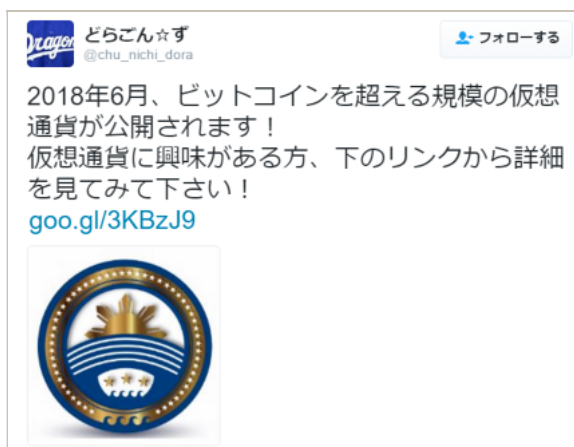 Dragon
どらごん☆ず
@chu_nichi_dora
フォローする
2018年6月、ビットコインを超える規模の仮想
通貨が公開されます！
仮想通貨に興味がある方、下のリンクから詳細
を見てみて下さい！
goo.gl/3KBzJ9